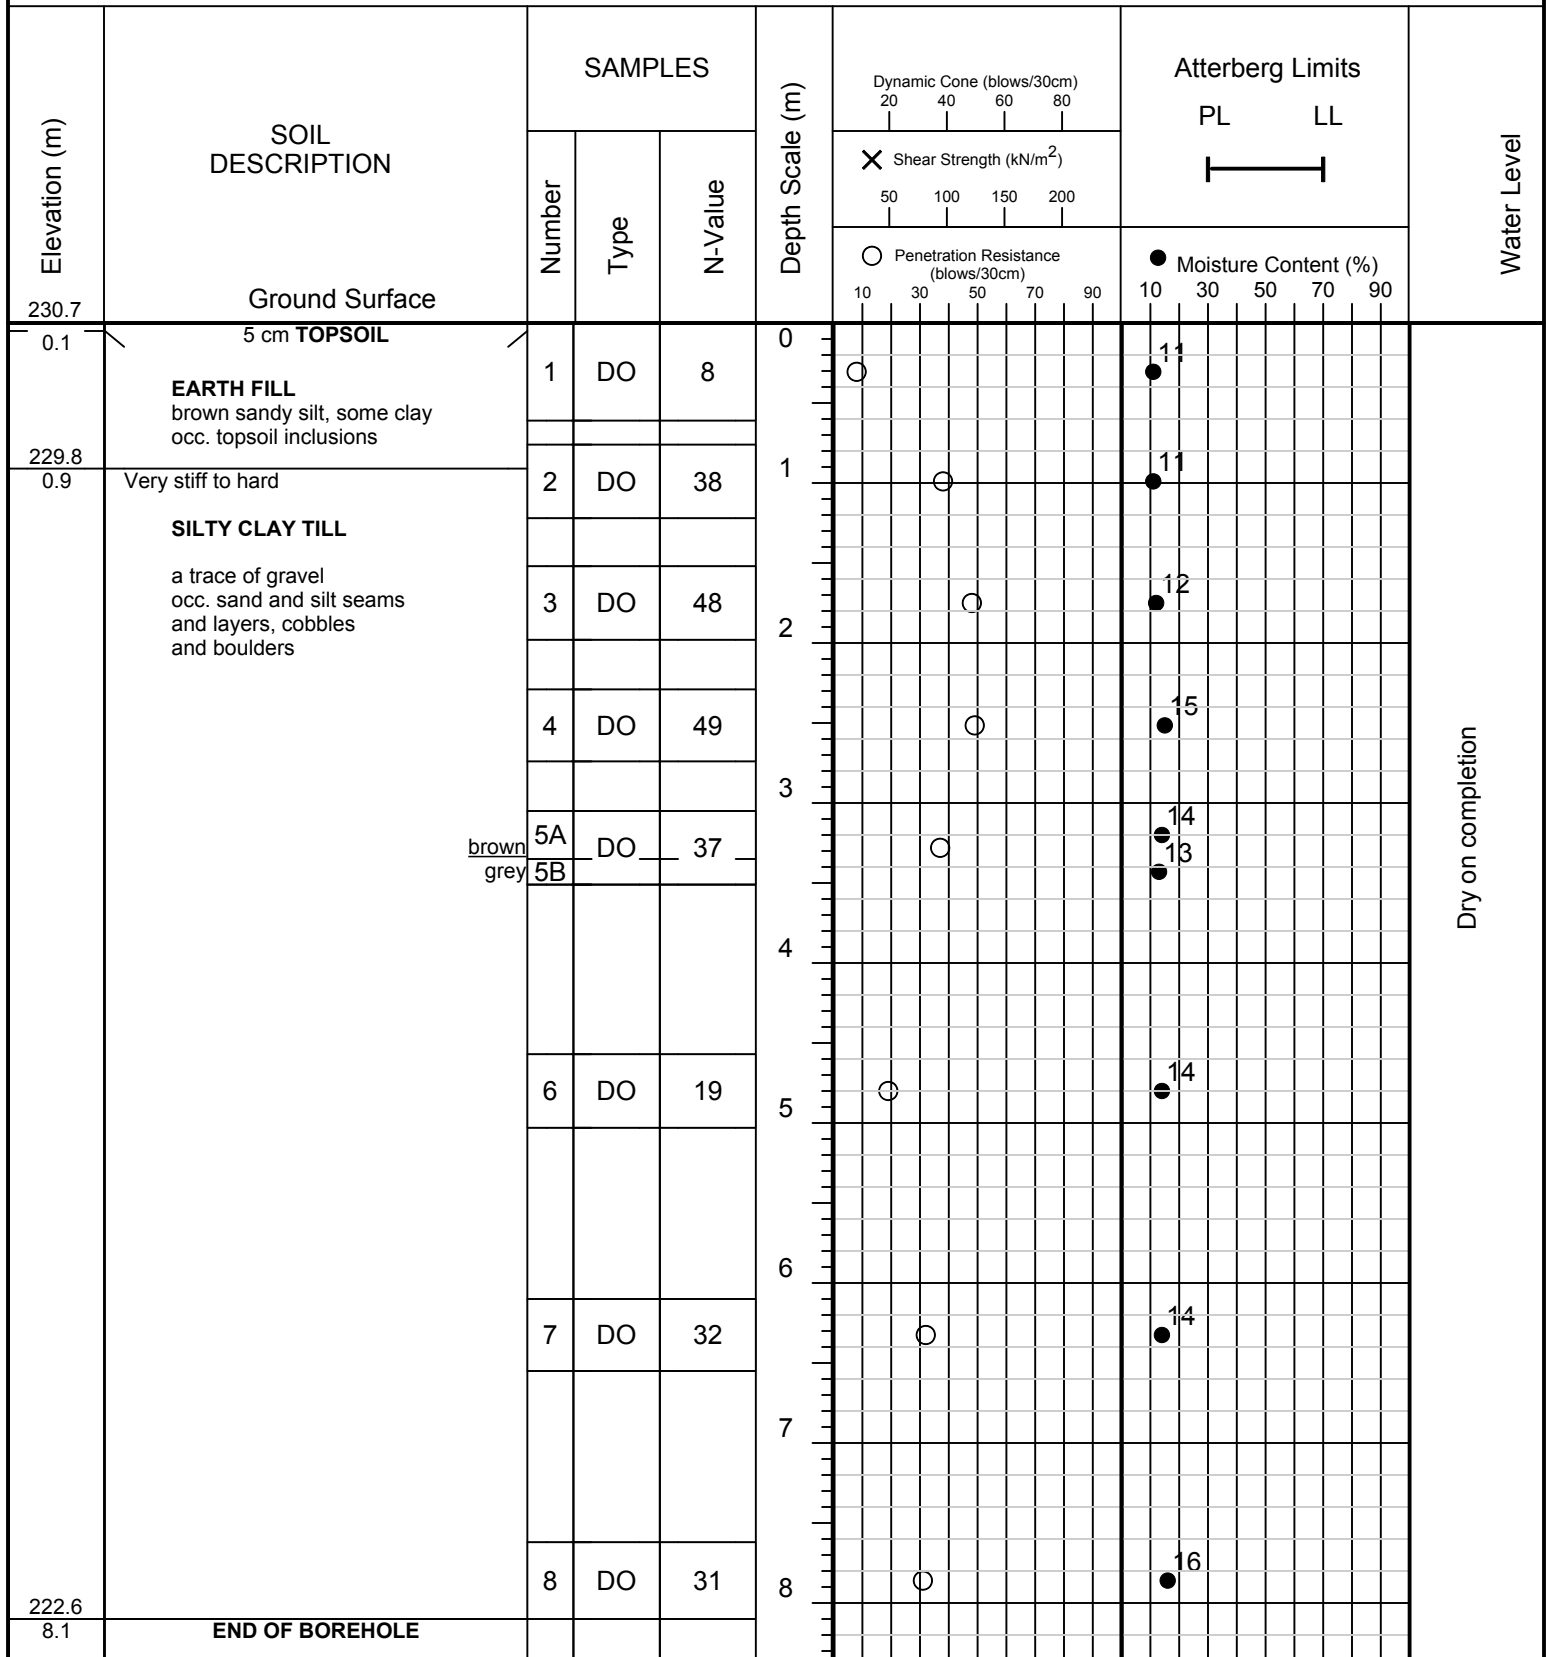 Elevation (m)
SOIL
DESCRIPTION
Ground Surface
SAMPLES
Number
Type
N-Value
Depth Scale (m)
Dynamic Cone (blows/30cm)
20 40 60 80
Shear Strength (kN/m2)
50 100 150 200
Penetration Resistance
(blows/30cm)
10 30 50 70 90
Atterberg Limits
PL LL
Moisture Content (%)
10 30 50 70 90
Water Level
230.7
0.1
5 cm TOPSOIL
0
1 DO 8
11
EARTH FILL
brown sandy silt, some clay
occ. topsoil inclusions
229.8
0.9
Very stiff to hard
2 DO 38
1
11
SILTY CLAY TILL
a trace of gravel
occ. sand and silt seams
and layers, cobbles
and boulders
3 DO 48
12
2
4 DO 49
15
3
brown
grey
5A
5B
DO 37
14
13
Dry on completion
4
6 DO 19
14
5
6
7 DO 32
14
7
8 DO 31
16
8
222.6
8.1
END OF BOREHOLE